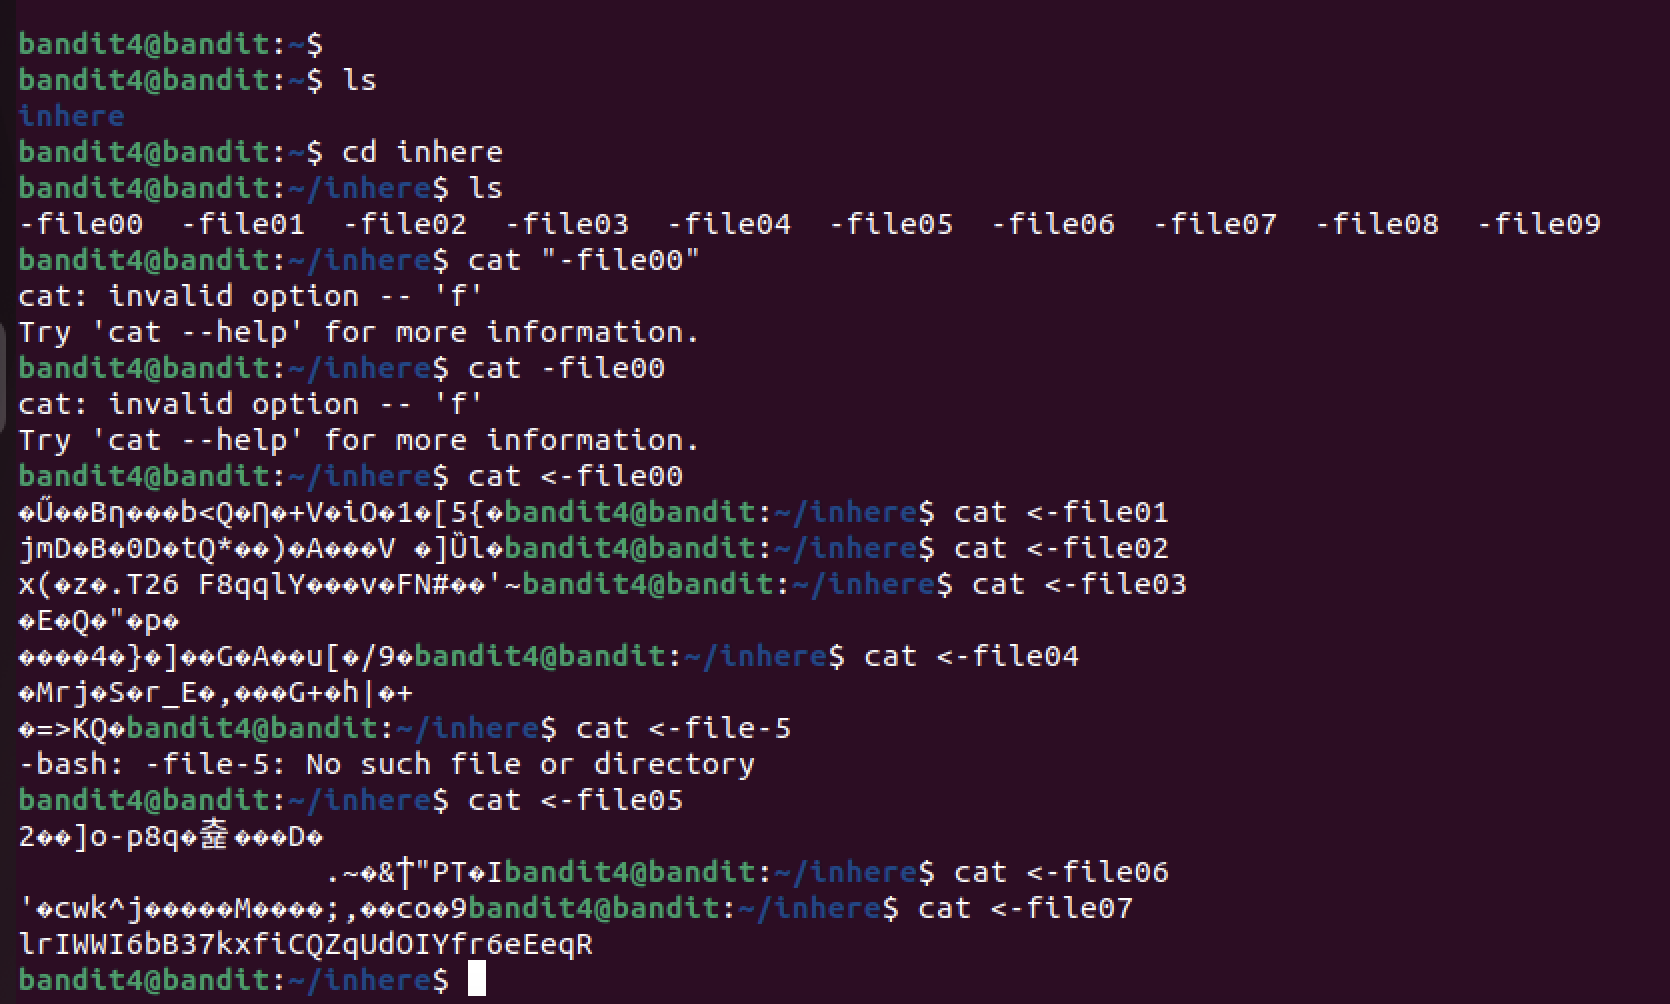 bandit4@bandit:~$
bandit4@bandit:~$ ls
inhere
bandit4@bandit:~$ cd inhere
bandit4@bandit:~/inhere$ ls
-file00  -file01  -file02  -file03  -file04  -file05  -file06  -file07  -file08  -file09
bandit4@bandit:~/inhere$ cat "-file00"
cat: invalid option -- 'f'
Try 'cat --help' for more information.
bandit4@bandit:~/inhere$ cat -file00
cat: invalid option -- 'f'
Try 'cat --help' for more information.
bandit4@bandit:~/inhere$ cat <-file00
�Ű��Bη���b<Q�Ƞ�+V�iO�1�[5{�bandit4@bandit:~/inhere$ cat <-file01
jmD�B�0D�tQ*��)�A���V �]Ȕl�bandit4@bandit:~/inhere$ cat <-file02
x(�z�.T26 F8qqlY���v�FN#��'~bandit4@bandit:~/inhere$ cat <-file03
�E�Q�"�p�
����4�}�]��G�A��u[�/9�bandit4@bandit:~/inhere$ cat <-file04
�Mrj�S�r_E�,���G+�h|�+
�=>KQ�bandit4@bandit:~/inhere$ cat <-file-5
-bash: -file-5: No such file or directory
bandit4@bandit:~/inhere$ cat <-file05
2��]o-p8q����D�
.~�&†"PT�Ibandit4@bandit:~/inhere$ cat <-file06
'�cwk^j�����M����;,��co�9bandit4@bandit:~/inhere$ cat <-file07
lrIWWI6bB37kxfiCQZqUdOIYfr6eEeqR
bandit4@bandit:~/inhere$